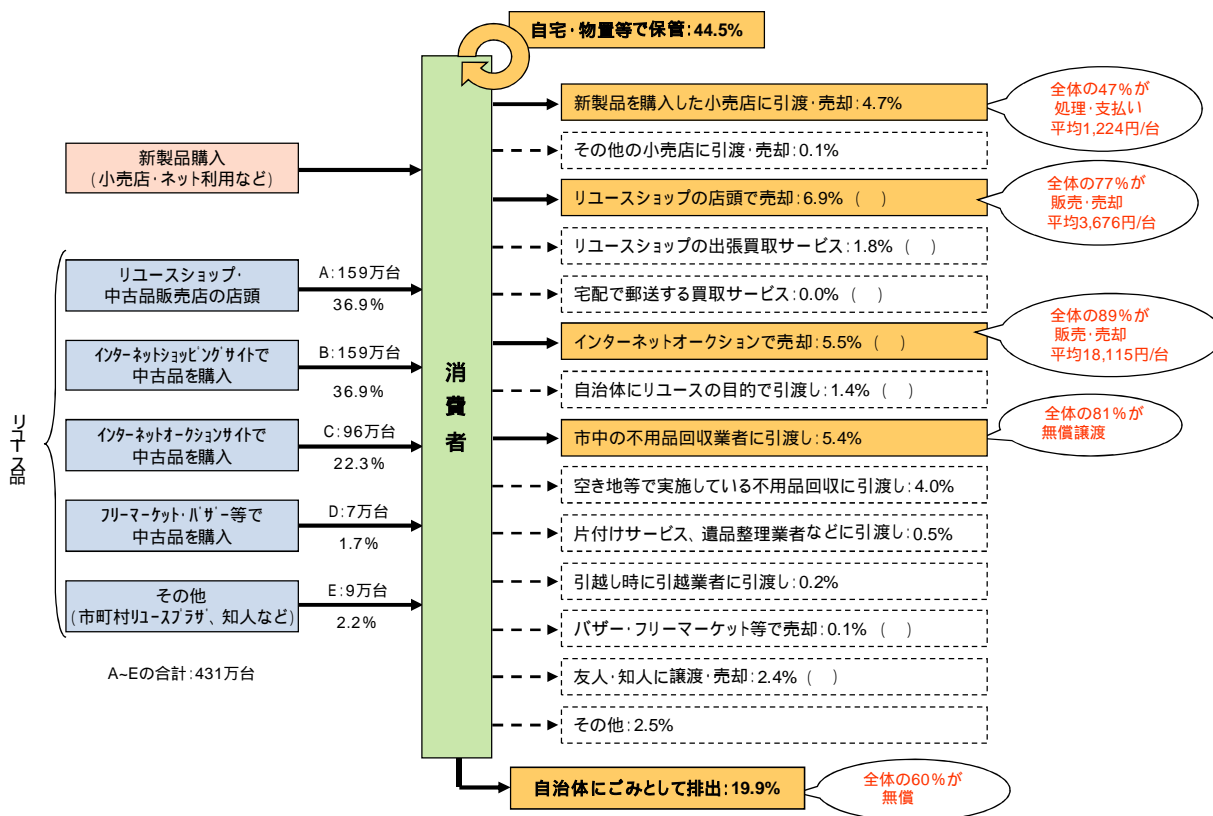 自宅・物置等で保管:44.5%
新製品を購入した小売店に引渡・売却:4.7%
全体の47%が
処理・支払い
平均1,224円/台
その他の小売店に引渡・売却:0.1%
新製品購入
(小売店・ネット利用など)
リユースショップの店頭で売却:6.9% ( )
全体の77%が
販売・売却
平均3,676円/台
リユースショップの出張買取サービス:1.8% ( )
リユース品
リユースショップ・
中古品販売店の店頭
A:159万台
36.9%
宅配で郵送する買取サービス:0.0% ( )
インターネットオークションで売却:5.5% ( )
全体の89%が
販売・売却
平均18,115円/台
インターネットショッピングサイトで
中古品を購入
B:159万台
36.9%
消費者
自治体にリユースの目的で引渡し:1.4% ( )
インターネットオークションサイトで
中古品を購入
C:96万台
22.3%
市中の不用品回収業者に引渡し:5.4%
全体の81%が
無償譲渡
空き地等で実施している不用品回収に引渡し:4.0%
フリーマーケット・バザー等で
中古品を購入
D:7万台
1.7%
片付けサービス、遺品整理業者などに引渡し:0.5%
引越し時に引越業者に引渡し:0.2%
その他
(市町村リユースプラザ、知人など)
E:9万台
2.2%
バザー・フリーマーケット等で売却:0.1% ( )
A~Eの合計:431万台
友人・知人に譲渡・売却:2.4% ( )
その他:2.5%
自治体にごみとして排出:19.9%
全体の60%が
無償